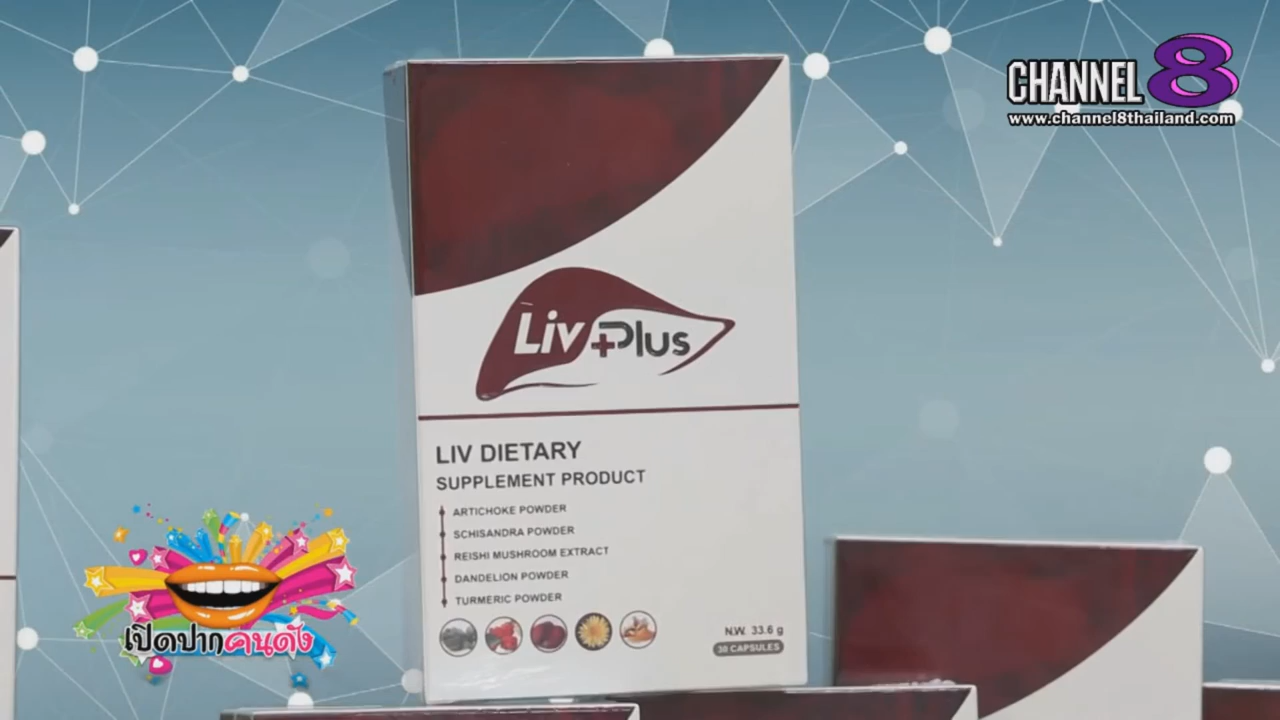 CHANNEL 8
www.channel8thailand.com
Liv Plus
LIV DIETARY
SUPPLEMENT PRODUCT
ARTICHOKE POWDER
SCHISANDRA POWDER
REISHI MUSHROOM EXTRACT
DANDELION POWDER
TURMERIC POWDER
N.W. 33.6 g
30 CAPSULES
เปิดปากคนดัง